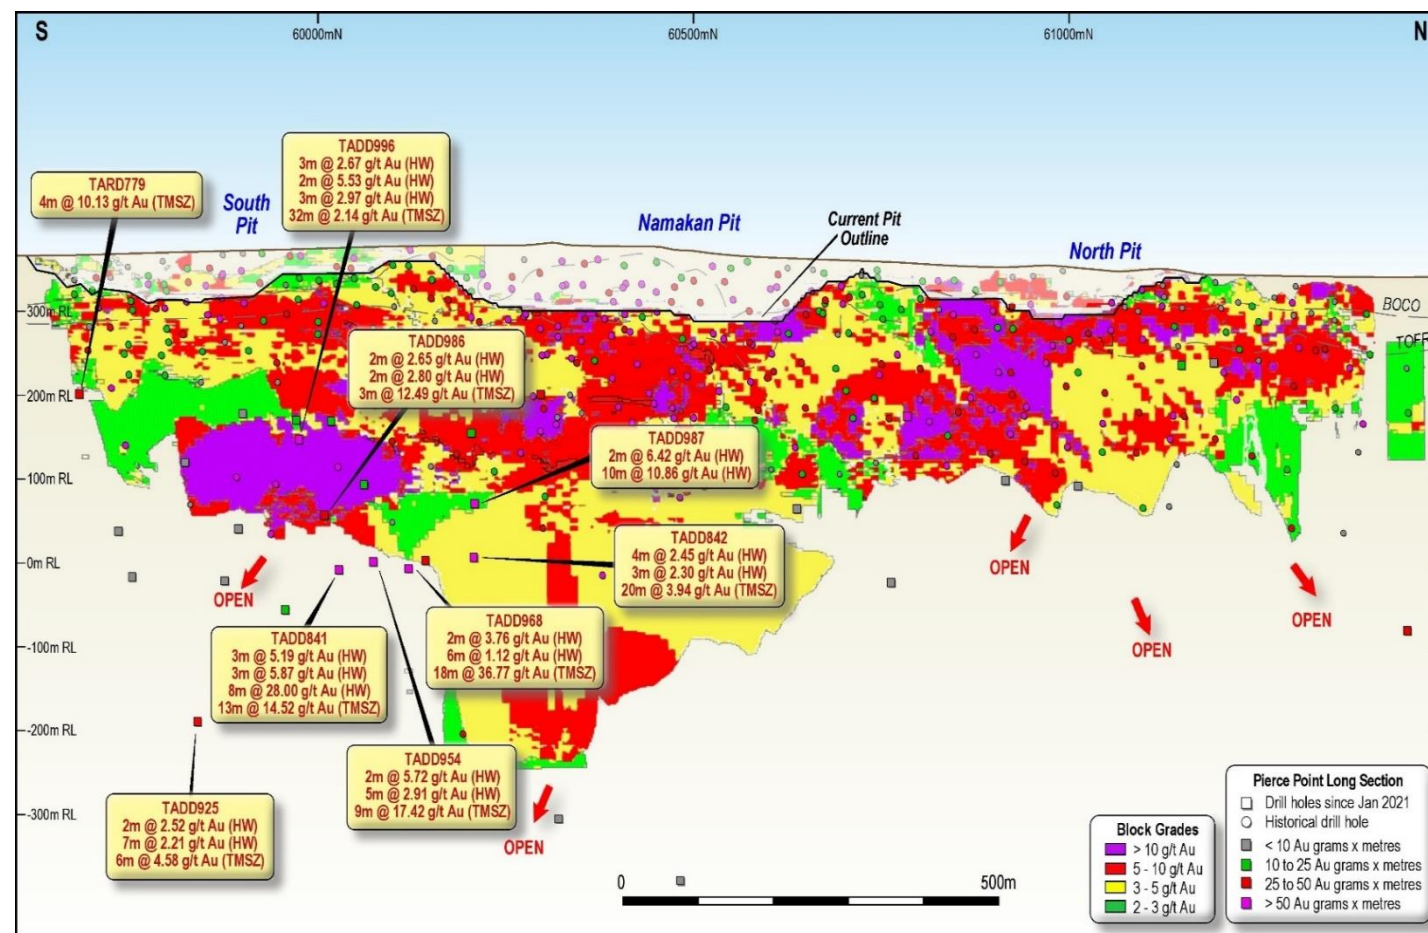 S
60000mN
60500mN
61000mN
N
TADD996
3m @ 2.67 g/t Au (HW)
2m @ 5.53 g/t Au (HW)
3m @ 2.97 g/t Au (HW)
32m @ 2.14 g/t Au (TMSZ)
TARD779
4m @ 10.13 g/t Au (TMSZ)
South
Pit
Namakan Pit
Current Pit
Outline
North Pit
300m RL
BOCO
TOFR
TADD986
2m @ 2.65 g/t Au (HW)
2m @ 2.80 g/t Au (HW)
3m @ 12.49 g/t Au (TMSZ)
200m RL
TADD987
2m @ 6.42 g/t Au (HW)
10m @ 10.86 g/t Au (HW)
100m RL
TADD842
4m @ 2.45 g/t Au (HW)
3m @ 2.30 g/t Au (HW)
20m @ 3.94 g/t Au (TMSZ)
0m RL
OPEN
OPEN
OPEN
OPEN
TADD968
2m @ 3.76 g/t Au (HW)
6m @ 1.12 g/t Au (HW)
18m @ 36.77 g/t Au (TMSZ)
TADD841
3m @ 5.19 g/t Au (HW)
3m @ 5.87 g/t Au (HW)
8m @ 28.00 g/t Au (HW)
13m @ 14.52 g/t Au (TMSZ)
-100m RL
-200m RL
TADD954
2m @ 5.72 g/t Au (HW)
5m @ 2.91 g/t Au (HW)
9m @ 17.42 g/t Au (TMSZ)
TADD925
2m @ 2.52 g/t Au (HW)
7m @ 2.21 g/t Au (HW)
6m @ 4.58 g/t Au (TMSZ)
-300m RL
OPEN
0
500m
Block Grades
> 10 g/t Au
5 - 10 g/t Au
3 - 5 g/t Au
2 - 3 g/t Au
Pierce Point Long Section
Drill holes since Jan 2021
Historical drill hole
< 10 Au grams x metres
10 to 25 Au grams x metres
25 to 50 Au grams x metres
> 50 Au grams x metres